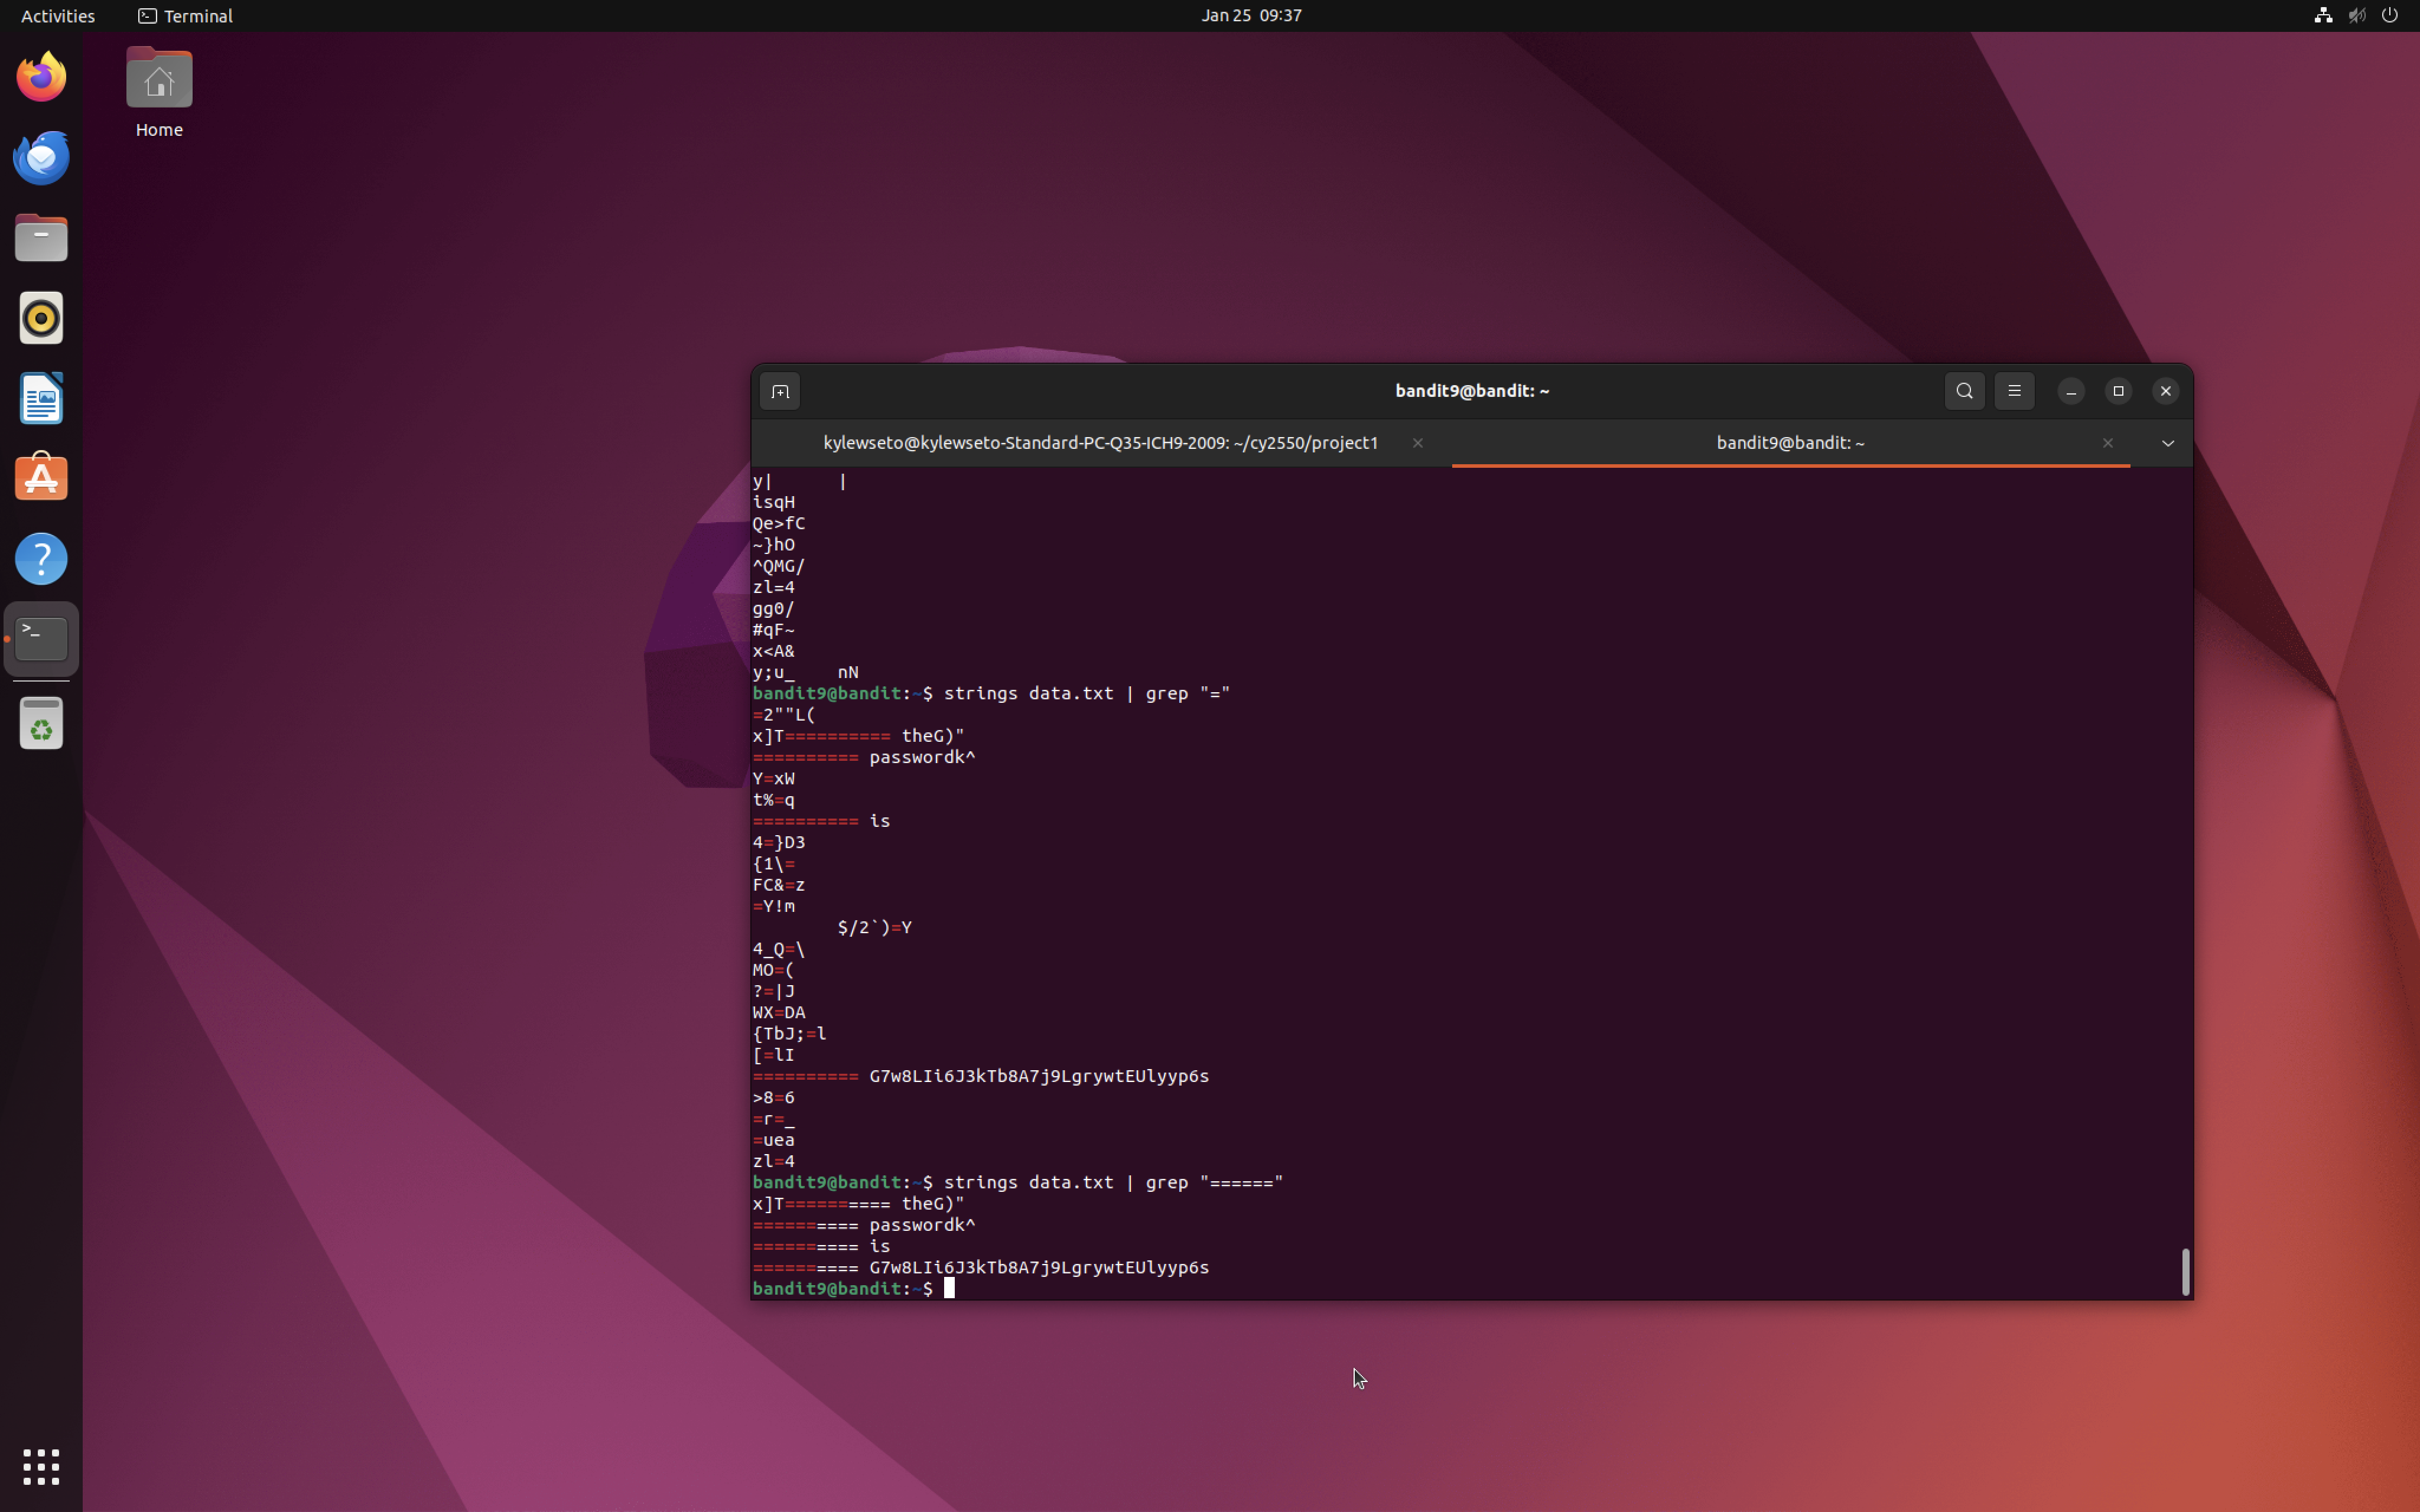 Activities
Terminal
Jan 25 09:37
Home
bandit9@bandit: ~
kylewseto@kylewseto-Standard-PC-Q35-ICH9-2009: ~/cy2550/project1
bandit9@bandit: ~
y|      |
isqH
Qe>fC
~}hO
^QMG/
zl=4
gg0/
#qF~
x<A&
y;u_    nN
bandit9@bandit:~$ strings data.txt | grep "="
=2""L(
x]T========== theG)"
========== passwordk^
Y=xW
t%=q
========== is
4=}D3
{1\=
FC&=z
=Y!m
        $/2`)=Y
4_Q=\
MO=(
?=|J
WX=DA
{TbJ;=l
[=lI
========== G7w8LIi6J3kTb8A7j9LgrywtEUlyyp6s
>8=6
=r=_
=uea
zl=4
bandit9@bandit:~$ strings data.txt | grep "======"
x]T========== theG)"
========== passwordk^
========== is
========== G7w8LIi6J3kTb8A7j9LgrywtEUlyyp6s
bandit9@bandit:~$